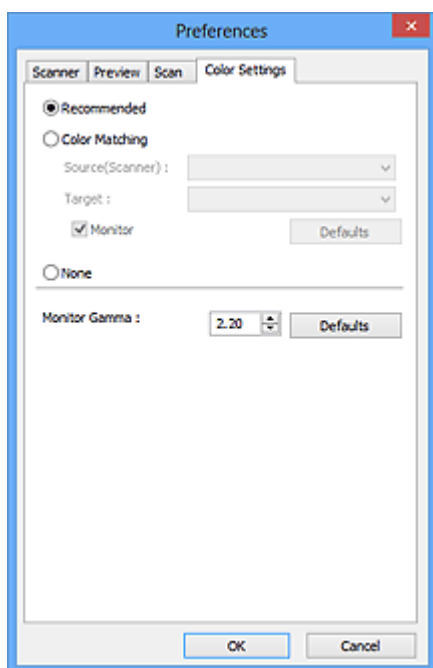 Preferences
Scanner Preview Scan Color Settings
Recommended
Color Matching
Source(Scanner) :
Target :
Monitor Defaults
None
Monitor Gamma : 2.20 Defaults
OK Cancel